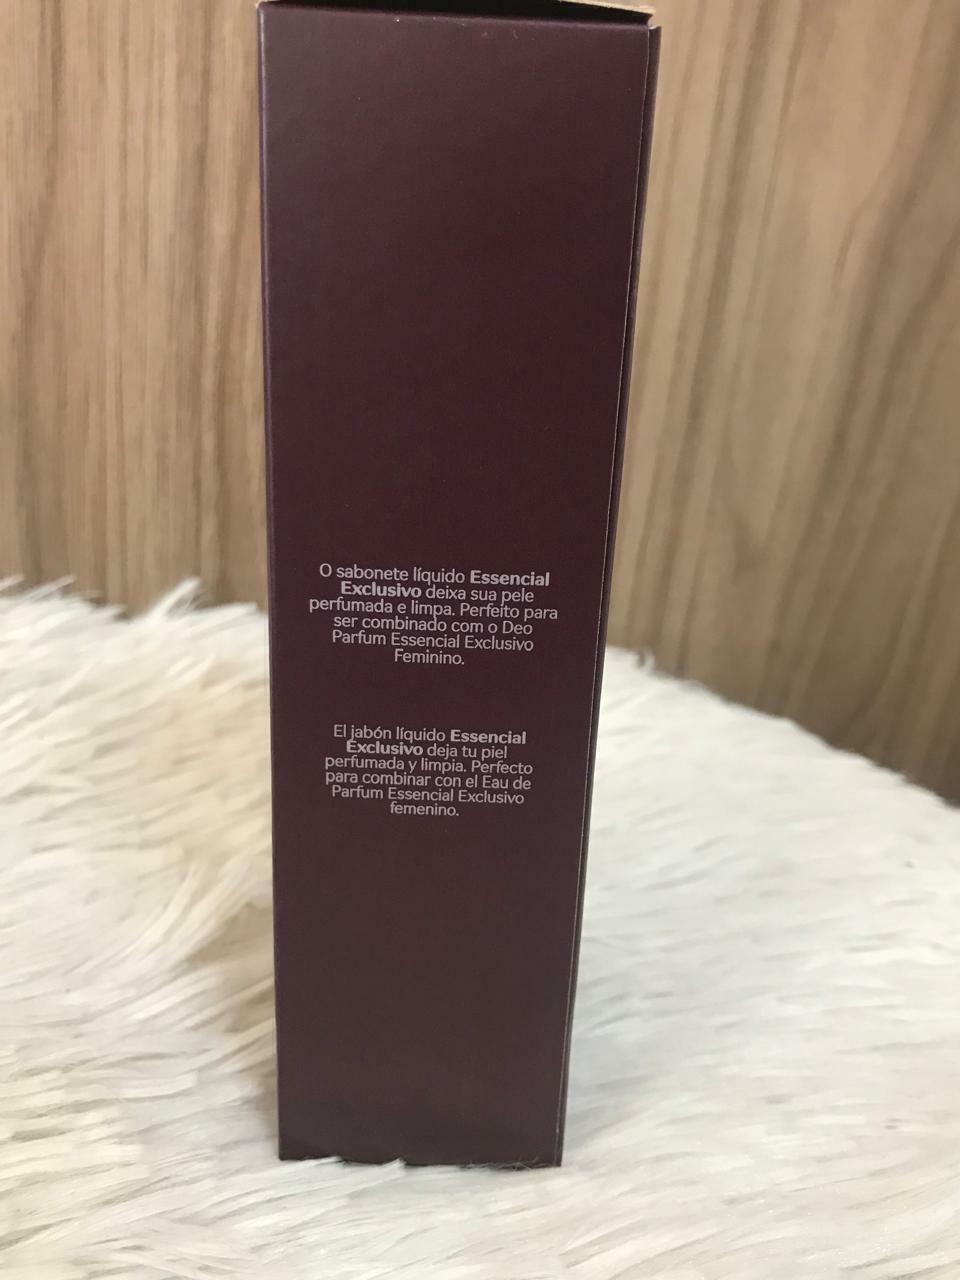 O sabonete líquido Essencial
Exclusivo deixa sua pele
perfumada e limpa. Perfeito para
ser combinado com o Deo
Parfum Essencial Exclusivo
Feminino.
El jabón líquido Essencial
Exclusivo deja tu piel
perfumada y limpia. Perfecto
para combinar con el Eau de
Parfum Essencial Exclusivo
femenino.